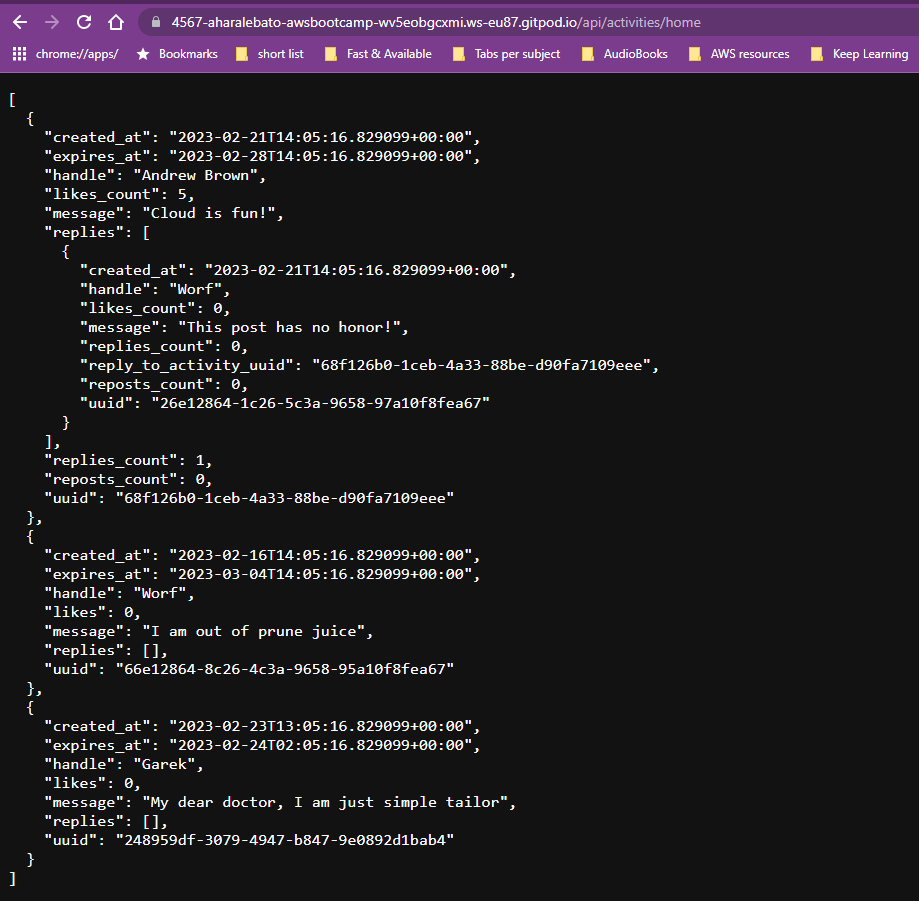 4567-aharalebato-awsbootcamp-wv5eobgcxmi.ws-eu87.gitpod.io/api/activities/home
chrome://apps/ Bookmarks short list Fast & Available Tabs per subject AudioBooks AWS resources Keep Learning
[
  {
    "created_at": "2023-02-21T14:05:16.829099+00:00",
    "expires_at": "2023-02-28T14:05:16.829099+00:00",
    "handle": "Andrew Brown",
    "likes_count": 5,
    "message": "Cloud is fun!",
    "replies": [
      {
        "created_at": "2023-02-21T14:05:16.829099+00:00",
        "handle": "Worf",
        "likes_count": 0,
        "message": "This post has no honor!",
        "replies_count": 0,
        "reply_to_activity_uuid": "68f126b0-1ceb-4a33-88be-d90fa7109eee",
        "reposts_count": 0,
        "uuid": "26e12864-1c26-5c3a-9658-97a10f8fea67"
      }
    ],
    "replies_count": 1,
    "reposts_count": 0,
    "uuid": "68f126b0-1ceb-4a33-88be-d90fa7109eee"
  },
  {
    "created_at": "2023-02-16T14:05:16.829099+00:00",
    "expires_at": "2023-03-04T14:05:16.829099+00:00",
    "handle": "Worf",
    "likes": 0,
    "message": "I am out of prune juice",
    "replies": [],
    "uuid": "66e12864-8c26-4c3a-9658-95a10f8fea67"
  },
  {
    "created_at": "2023-02-23T13:05:16.829099+00:00",
    "expires_at": "2023-02-24T02:05:16.829099+00:00",
    "handle": "Garek",
    "likes": 0,
    "message": "My dear doctor, I am just simple tailor",
    "replies": [],
    "uuid": "248959df-3079-4947-b847-9e0892d1bab4"
  }
]